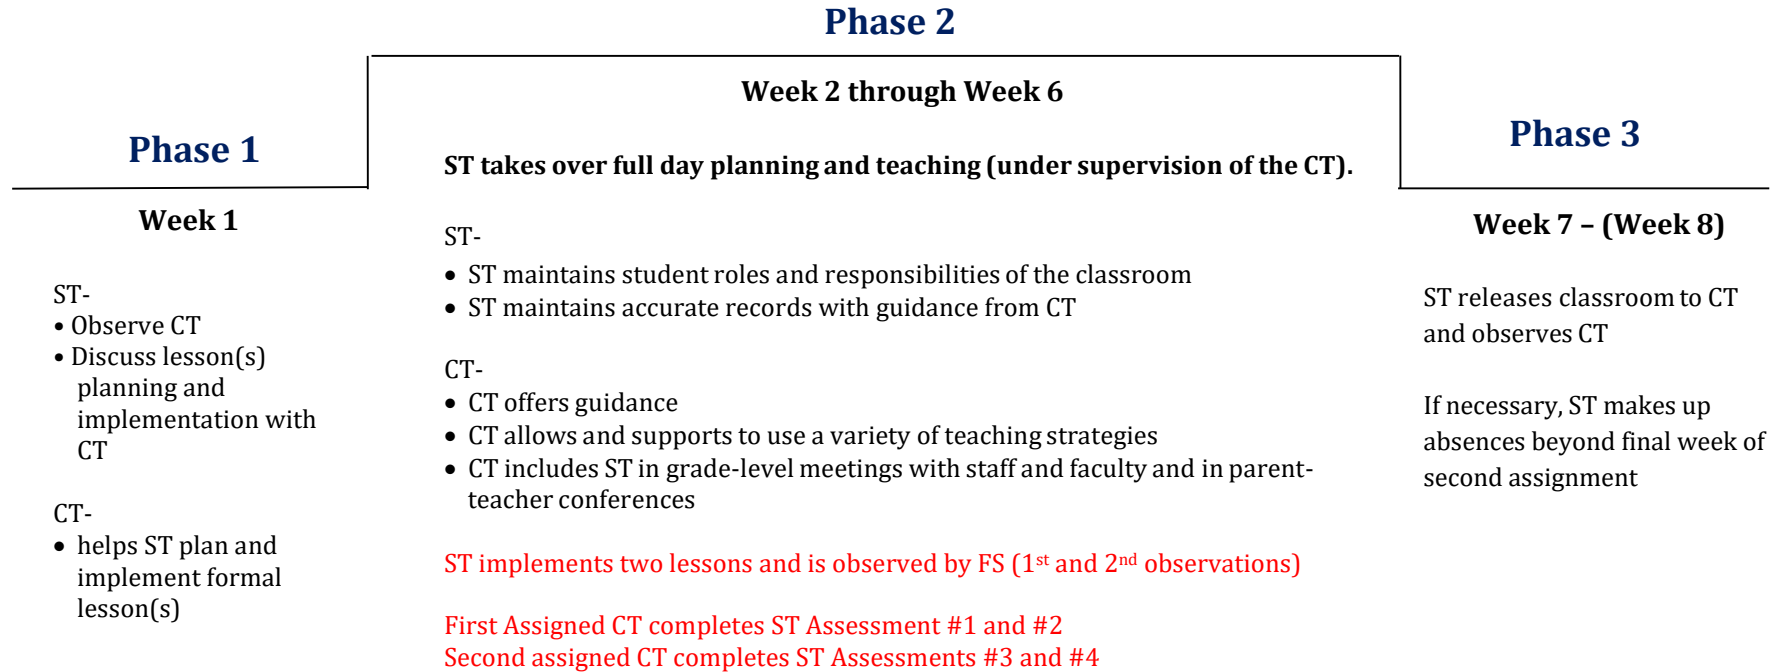 Phase 1
Week 1
ST-
• Observe CT
• Discuss lesson(s)
planning and
implementation with
CT
CT-
• helps ST plan and
implement formal
lesson(s)
Phase 2
Week 2 through Week 6
ST takes over full day planning and teaching (under supervision of the CT).
ST-
• ST maintains student roles and responsibilities of the classroom
• ST maintains accurate records with guidance from CT
CT-
• CT offers guidance
• CT allows and supports to use a variety of teaching strategies
• CT includes ST in grade-level meetings with staff and faculty and in parent-
teacher conferences
ST implements two lessons and is observed by FS (1st and 2nd observations)
First Assigned CT completes ST Assessment #1 and #2
Second assigned CT completes ST Assessments #3 and #4
Phase 3
Week 7 – (Week 8)
ST releases classroom to CT
and observes CT
If necessary, ST makes up
absences beyond final week of
second assignment